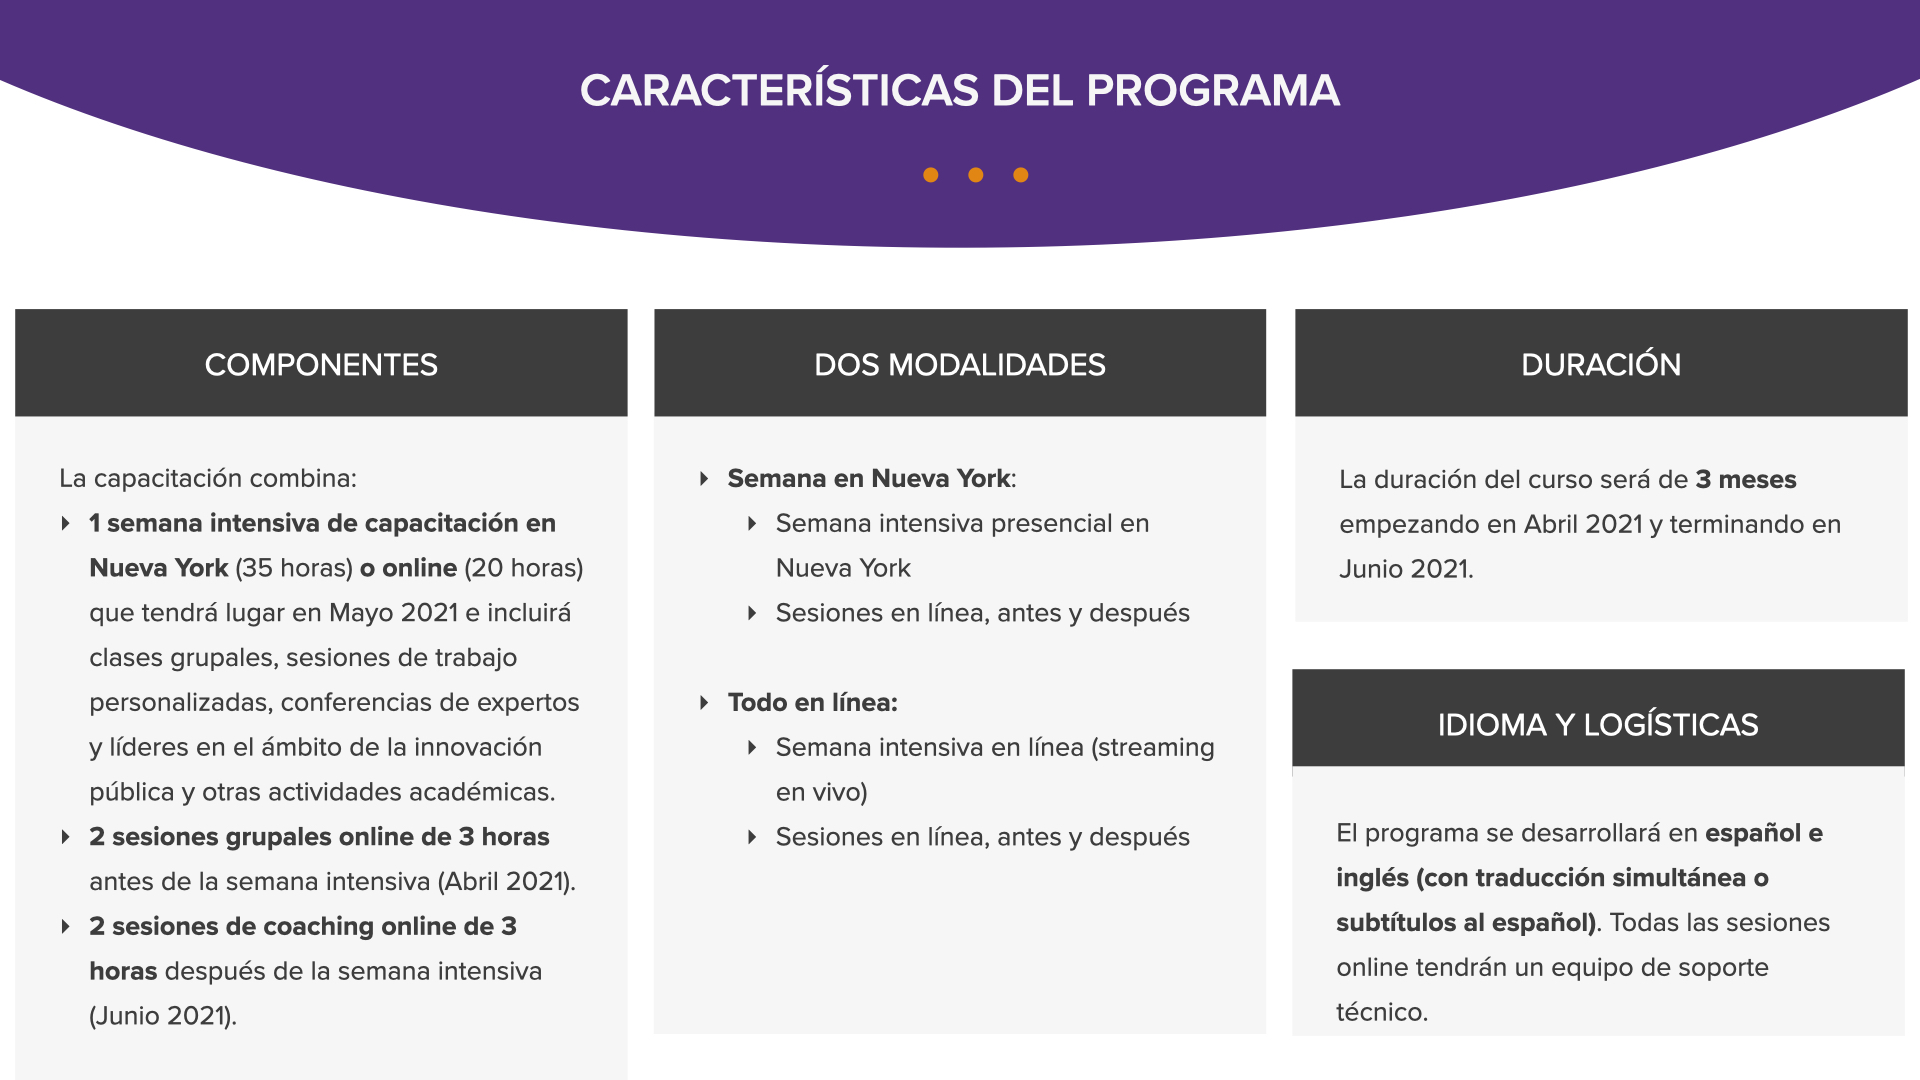 CARACTERÍSTICAS DEL PROGRAMA
COMPONENTES
La capacitación combina:
1 semana intensiva de capacitación en
Nueva York (35 horas) o online (20 horas)
que tendrá lugar en Mayo 2021 e incluirá
clases grupales, sesiones de trabajo
personalizadas, conferencias de expertos
y líderes en el ámbito de la innovación
pública y otras actividades académicas.
2 sesiones grupales online de 3 horas
antes de la semana intensiva (Abril 2021).
2 sesiones de coaching online de 3
horas después de la semana intensiva
(Junio 2021).
DOS MODALIDADES
Semana en Nueva York:
Semana intensiva presencial en
Nueva York
Sesiones en línea, antes y después
Todo en línea:
Semana intensiva en línea (streaming
en vivo)
Sesiones en línea, antes y después
DURACIÓN
La duración del curso será de 3 meses
empezando en Abril 2021 y terminando en
Junio 2021.
IDIOMA Y LOGÍSTICAS
El programa se desarrollará en español e
inglés (con traducción simultánea o
subtítulos al español). Todas las sesiones
online tendrán un equipo de soporte
técnico.